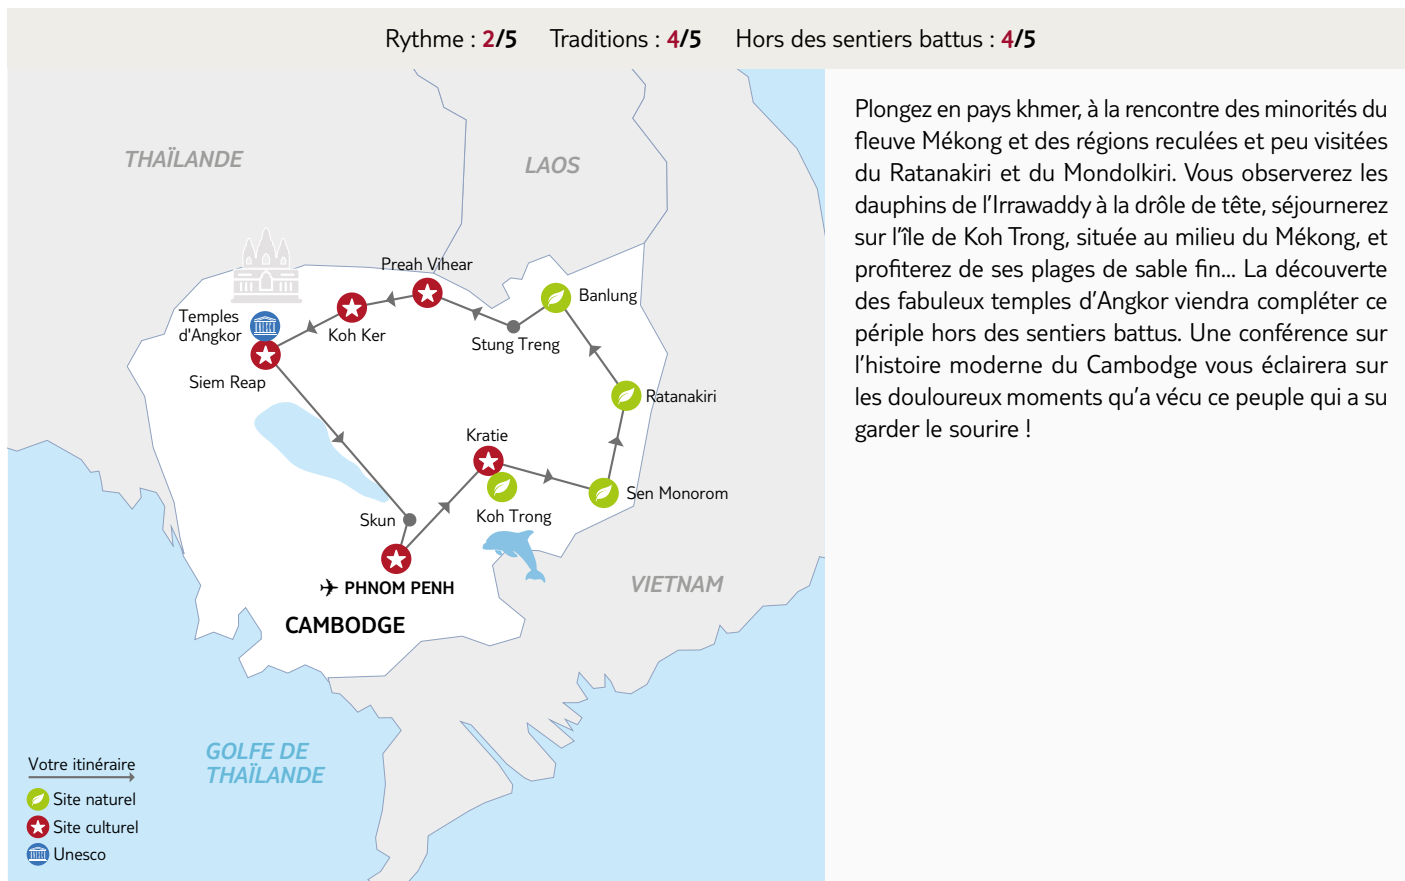 Rythme : 2/5 Traditions : 4/5 Hors des sentiers battus : 4/5
THAÏLANDE
LAOS
Preah Vihear
Banlung
Temples
d'Angkor
Koh Ker
Stung Treng
Siem Reap
Ratanakiri
Kratie
Sen Monorom
Skun
Koh Trong
PHNOM PENH
VIETNAM
CAMBODGE
GOLFE DE
THAÏLANDE
Votre itinéraire
Site naturel
Site culturel
Unesco
Plongez en pays khmer, à la rencontre des minorités du
fleuve Mékong et des régions reculées et peu visitées
du Ratanakiri et du Mondolkiri. Vous observerez les
dauphins de l’Irrawaddy à la drôle de tête, séjournerez
sur l’île de Koh Trong, située au milieu du Mékong, et
profiterez de ses plages de sable fin... La découverte
des fabuleux temples d’Angkor viendra compléter ce
périple hors des sentiers battus. Une conférence sur
l’histoire moderne du Cambodge vous éclairera sur
les douloureux moments qu’a vécu ce peuple qui a su
garder le sourire !